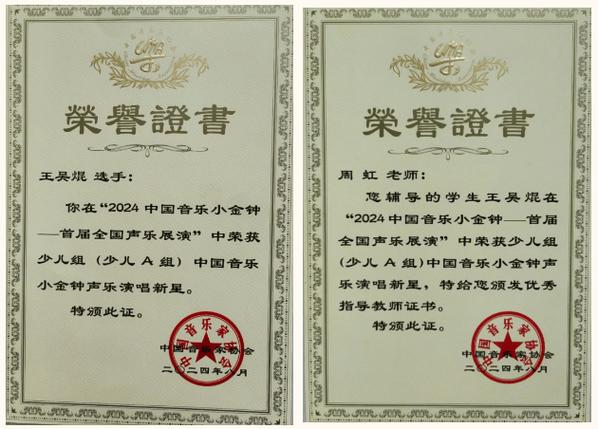 榮譽證書
王吴焜 选手:
你在“2024中国音乐小金钟
——首届全国声乐展演”中荣获
少儿组（少儿A组）中国音乐
小金钟声乐演唱新星。
特颁此证。
中国音乐家协会
二〇二四年八月
榮譽證書
周虹 老师:
您辅导的学生王吴焜在
“2024中国音乐小金钟——首届
全国声乐展演”中荣获少儿组
(少儿A组)中国音乐小金钟声
乐演唱新星，特给您颁发优秀
指导教师证书。
特颁此证。
中国音乐家协会
二〇二四年八月